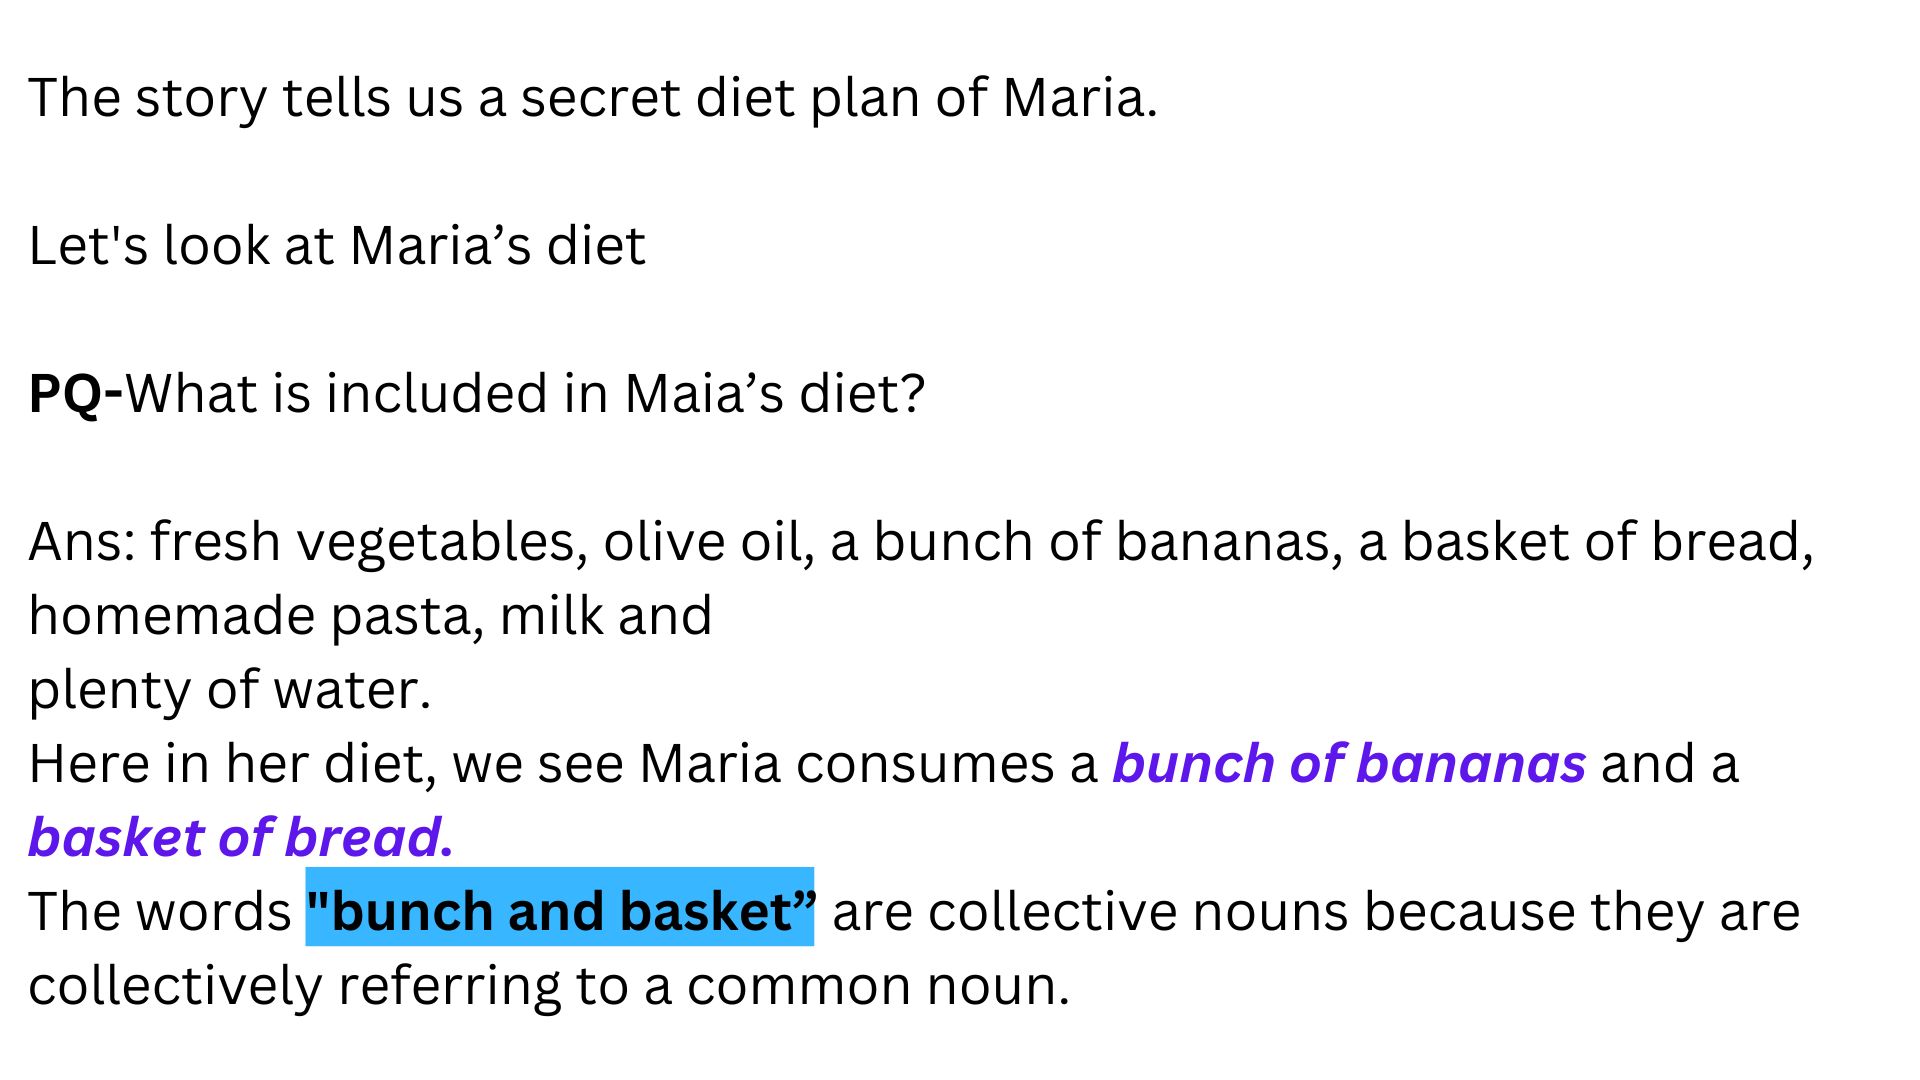 The story tells us a secret diet plan of Maria.
Let's look at Maria’s diet
PQ-What is included in Maia’s diet?
Ans: fresh vegetables, olive oil, a bunch of bananas, a basket of bread,
homemade pasta, milk and
plenty of water.
Here in her diet, we see Maria consumes a bunch of bananas and a
basket of bread.
The words "bunch and basket” are collective nouns because they are
collectively referring to a common noun.